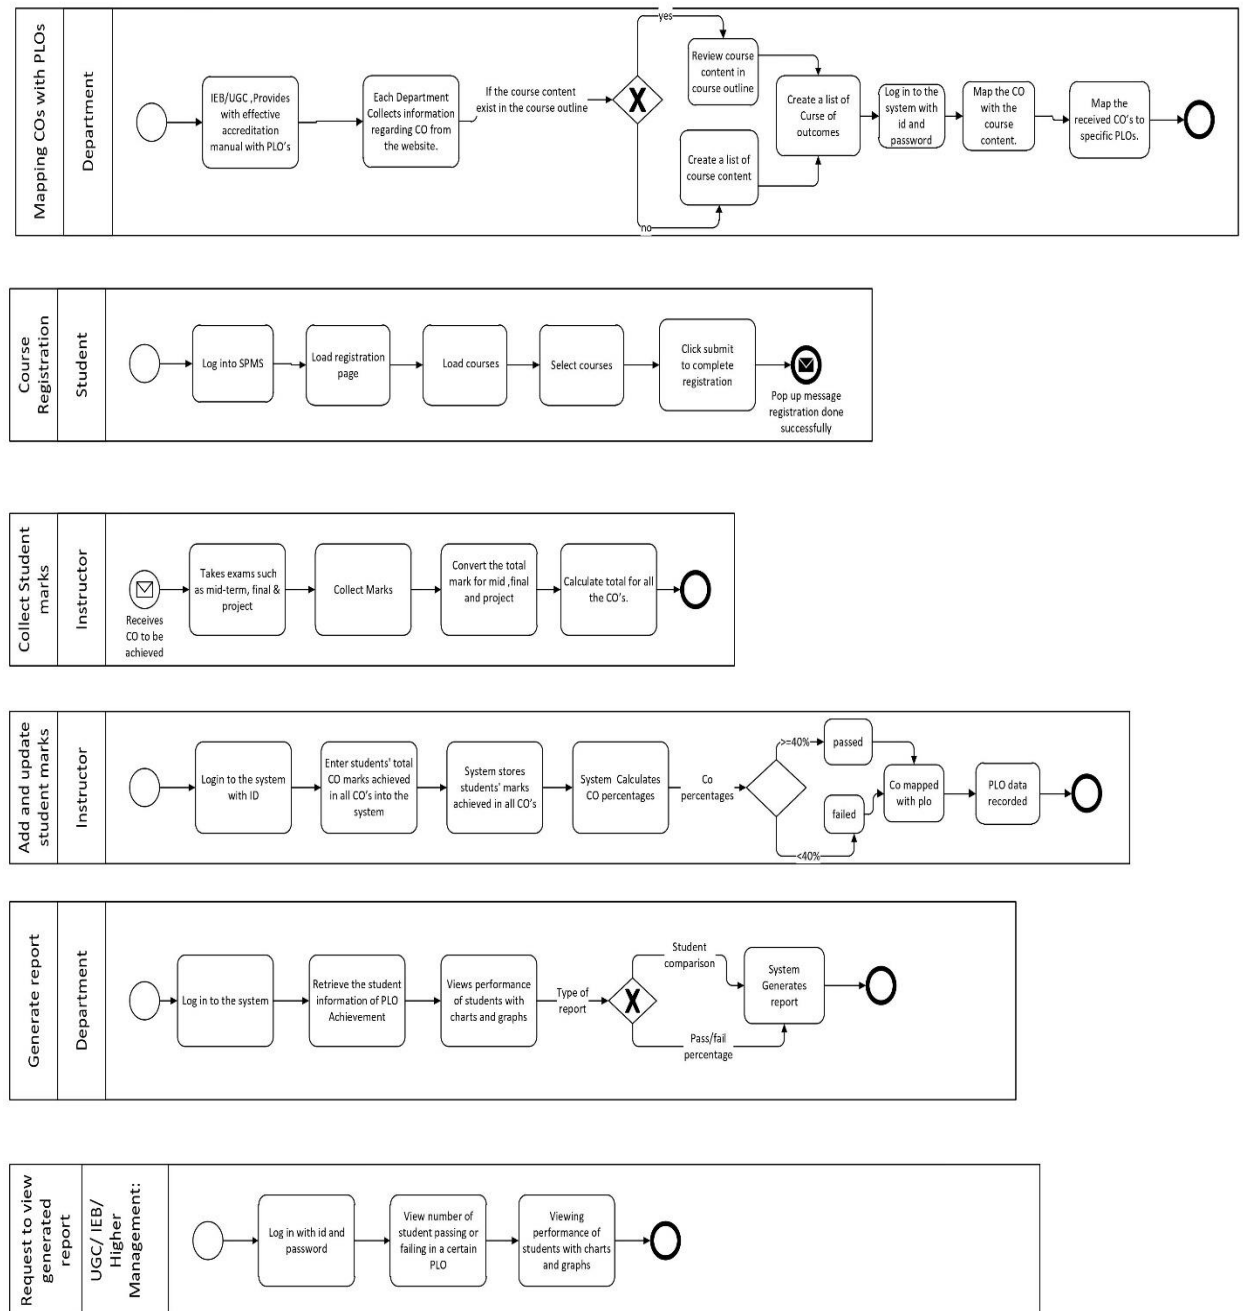 Mapping COs with PLOs
Department
IEB/UGC ,Provides
with effective
accreditation
manual with PLO's
Each Department
Collects information
regarding CO from
the website.
If the course content
exist in the course outline
X
yes
no
Review course
content in
course outline
Create a list of
course content
Create a list of
Curse of
outcomes
Log in to the
system with
id and
password
Map the CO
with the
course
content.
Map the
received CO's to
specific PLOs.
Course
Registration
Student
Log into SPMS
Load registration
page
Load courses
Select courses
Click submit
to complete
registration
Pop up message
registration done
successfully
Collect Student
marks
Instructor
Receives
CO to be
achieved
Takes exams such
as mid-term, final &
project
Collect Marks
Convert the total
mark for mid ,final
and project
Calculate total for all
the CO's.
Add and update
student marks
Instructor
Login to the system
with ID
Enter students' total
CO marks achieved
in all CO's into the
system
System stores
students' marks
achieved in all CO's
System Calculates
CO percentages
Co
percentages
>=40%
<40%
passed
failed
Co mapped
with plo
PLO data
recorded
Generate report
Department
Log in to the system
Retrieve the student
information of PLO
Achievement
Views performance
of students with
charts and graphs
Type of
report
X
Student
comparison
Pass/fail
percentage
System
Generates
report
Request to view
generated
report
UGC/ IEB/
Higher
Management:
Log in with id and
password
View number of
student passing or
failing in a certain
PLO
Viewing
performance of
students with charts
and graphs